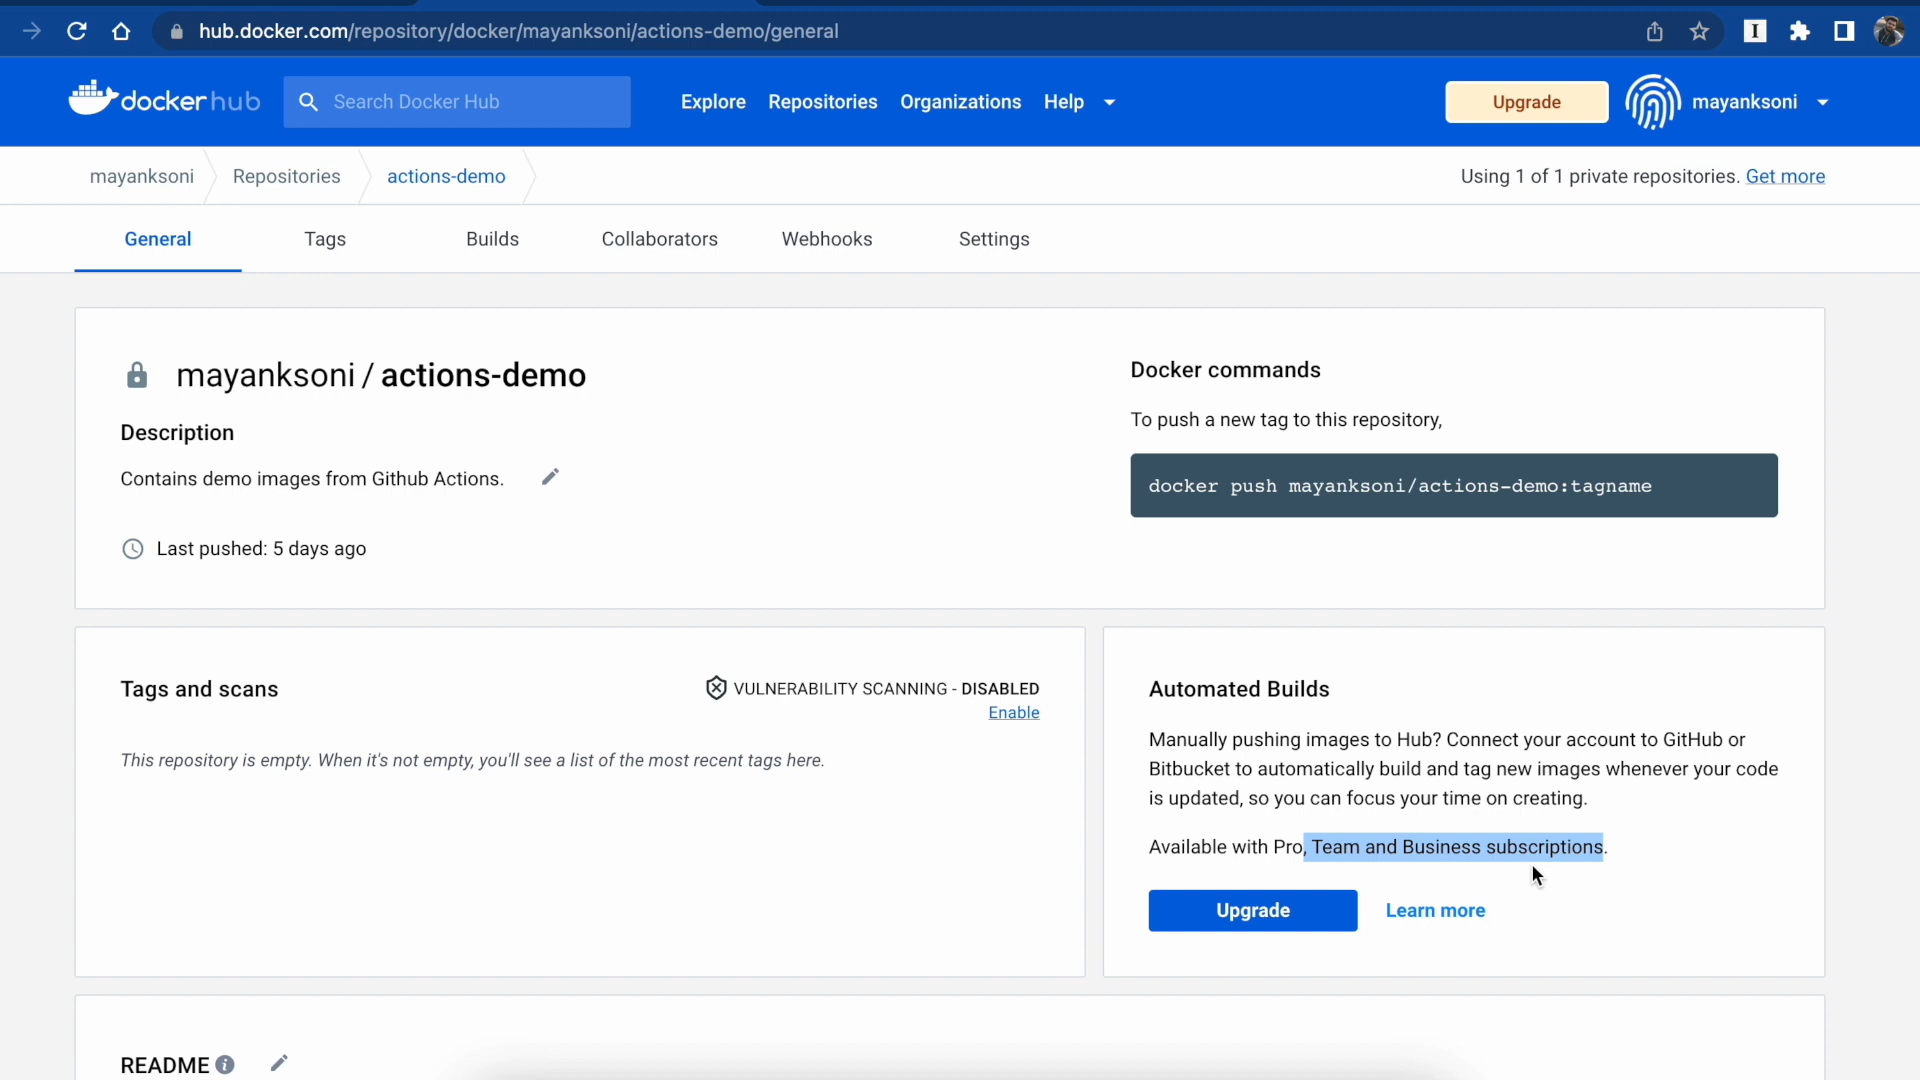 hub.docker.com/repository/docker/mayanksoni/actions-demo/general
docker hub
Search Docker Hub
Explore
Repositories
Organizations
Help
Upgrade
mayanksoni
mayanksoni
Repositories
actions-demo
Using 1 of 1 private repositories. Get more
General
Tags
Builds
Collaborators
Webhooks
Settings
mayanksoni / actions-demo
Description
Contains demo images from Github Actions.
Last pushed: 5 days ago
Docker commands
To push a new tag to this repository,
docker push mayanksoni/actions-demo:tagname
Tags and scans
VULNERABILITY SCANNING - DISABLED
Enable
This repository is empty. When it's not empty, you'll see a list of the most recent tags here.
Automated Builds
Manually pushing images to Hub? Connect your account to GitHub or
Bitbucket to automatically build and tag new images whenever your code
is updated, so you can focus your time on creating.
Available with Pro, Team and Business subscriptions.
Upgrade
Learn more
README